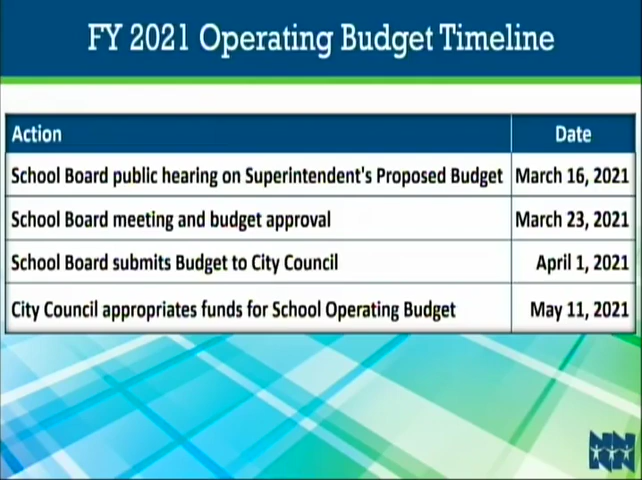 FY 2021 Operating Budget Timeline
Action Date
School Board public hearing on Superintendent's Proposed Budget March 16, 2021
School Board meeting and budget approval March 23, 2021
School Board submits Budget to City Council April 1, 2021
City Council appropriates funds for School Operating Budget May 11, 2021
NN